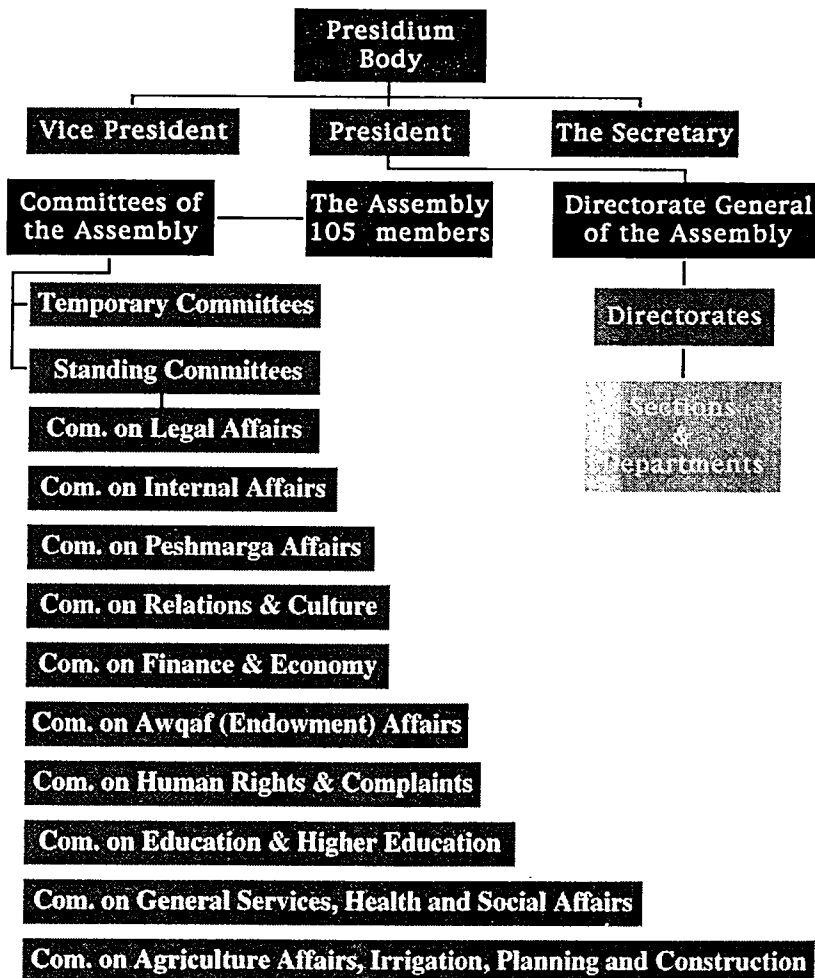 Presidium
Body
Vice President
President
The Secretary
Committees of
the Assembly
The Assembly
105 members
Directorate General
of the Assembly
Temporary Committees
Directorates
Standing Committees
Sections
&
Departments
Com. on Legal Affairs
Com. on Internal Affairs
Com. on Peshmarga Affairs
Com. on Relations & Culture
Com. on Finance & Economy
Com. on Awqaf (Endowment) Affairs
Com. on Human Rights & Complaints
Com. on Education & Higher Education
Com. on General Services, Health and Social Affairs
Com. on Agriculture Affairs, Irrigation, Planning and Construction